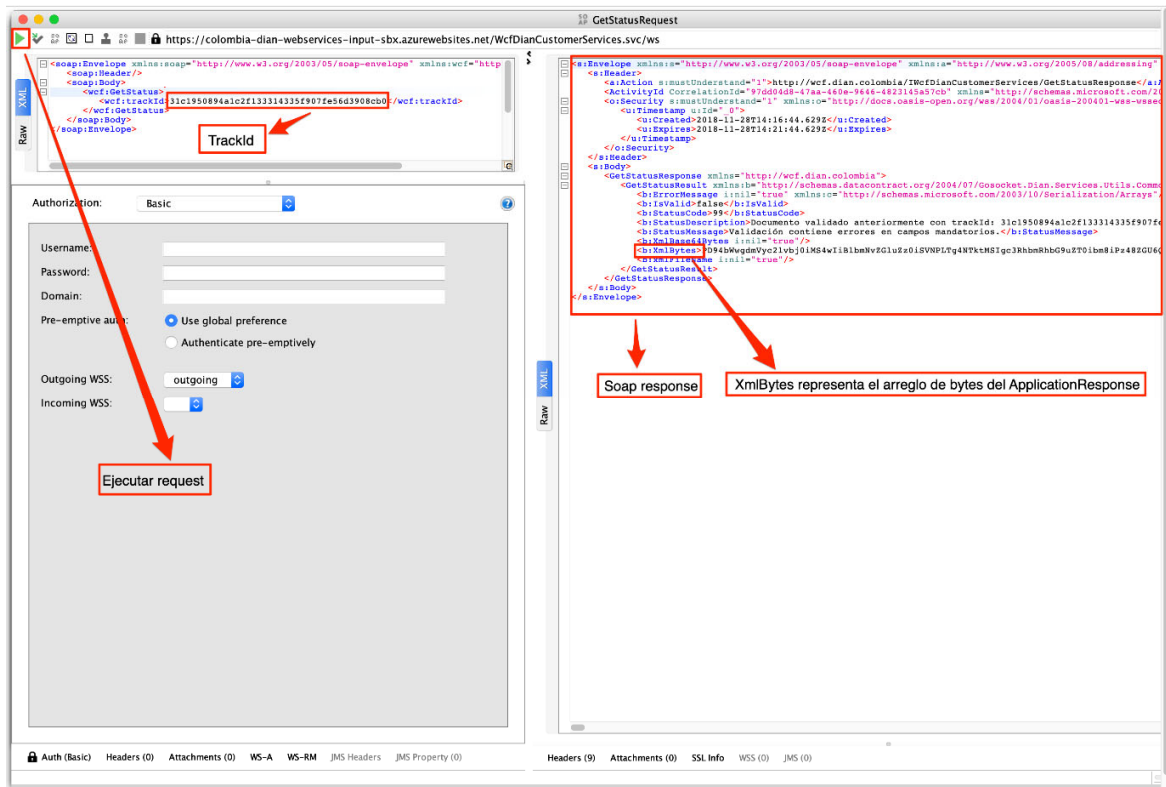 GetStatusRequest
https://colombia-dian-webservices-input-sbx.azurewebsites.net/WcfDianCustomerServices.svc/ws
XML
Raw
<soap:Envelope xmlns:soap="http://www.w3.org/2003/05/soap-envelope" xmlns:wcf="http
<soap:Header/>
<soap:Body>
<wcf:GetStatus>
<wcf:trackId>31c1950894a1c2f133314335f907fe56d3908cb0</wcf:trackId>
</wcf:GetStatus>
</soap:Body>
</soap:Envelope>
TrackId
Authorization: Basic
Username:
Password:
Domain:
Pre-emptive auth: Use global preference
Authenticate pre-emptively
Outgoing WSS: outgoing
Incoming WSS:
Ejecutar request
Auth (Basic) Headers (0) Attachments (0) WS-A WS-RM JMS Headers JMS Property (0)
<s:Envelope xmlns:s="http://www.w3.org/2003/05/soap-envelope" xmlns:a="http://www.w3.org/2005/08/addressing"
<s:Header>
<a:Action s:mustUnderstand="1">http://wcf.dian.colombia/IWcfDianCustomerServices/GetStatusResponse</a:A
<ActivityId CorrelationId="97dd04d8-47aa-460e-9646-4823145a57cb" xmlns="http://schemas.microsoft.com/20
<o:Security s:mustUnderstand="1" xmlns:o="http://docs.oasis-open.org/wss/2004/01/oasis-200401-wss-wssec
<u:Timestamp u:Id="_0">
<u:Created>2018-11-28T14:16:44.629Z</u:Created>
<u:Expires>2018-11-28T14:21:44.629Z</u:Expires>
</u:Timestamp>
</o:Security>
</s:Header>
<s:Body>
<GetStatusResponse xmlns="http://wcf.dian.colombia">
<GetStatusResult xmlns:b="http://schemas.datacontract.org/2004/07/Gosocket.Dian.Services.Utils.Commo
<b:ErrorMessage i:nil="true" xmlns:c="http://schemas.microsoft.com/2003/10/Serialization/Arrays"/
<b:IsValid>false</b:IsValid>
<b:StatusCode>99</b:StatusCode>
<b:StatusDescription>Documento validado anteriormente con trackId: 31c1950894a1c2f133314335f907fe
<b:StatusMessage>Validación contiene errores en campos mandatorios.</b:StatusMessage>
<b:XmlBase64Bytes i:nil="true"/>
<b:XmlBytes>
<b:XmlFileName i:nil="true"/>
</GetStatusResult>
</GetStatusResponse>
</s:Body>
</s:Envelope>
XML
Raw
Soap response
XmlBytes representa el arreglo de bytes del ApplicationResponse
Headers (9) Attachments (0) SSL Info WSS (0) JMS (0)